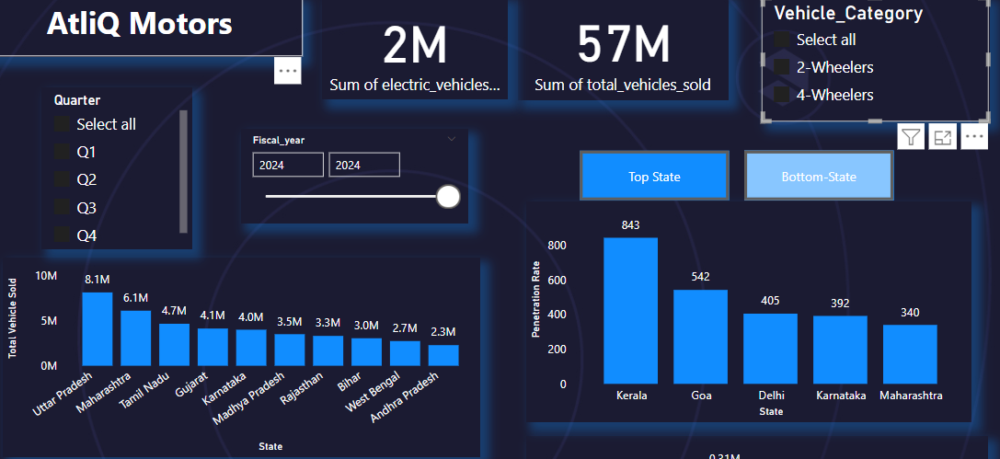 AtliQ Motors
2M
Sum of electric_vehicles...
57M
Sum of total_vehicles_sold
Vehicle_Category
Select all
2-Wheelers
4-Wheelers
Quarter
Select all
Q1
Q2
Q3
Q4
Fiscal_year
2024 2024
Top State
Bottom-State
Total Vehicle Sold
10M
5M
0M
8.1M
6.1M
4.7M
4.1M
4.0M
3.5M
3.3M
3.0M
2.7M
2.3M
Uttar Pradesh
Maharashtra
Tamil Nadu
Gujarat
Karnataka
Madhya Pradesh
Rajasthan
Bihar
West Bengal
Andhra Pradesh
State
Penetration Rate
800
600
400
200
0
843
542
405
392
340
Kerala
Goa
Delhi
Karnataka
Maharashtra
State